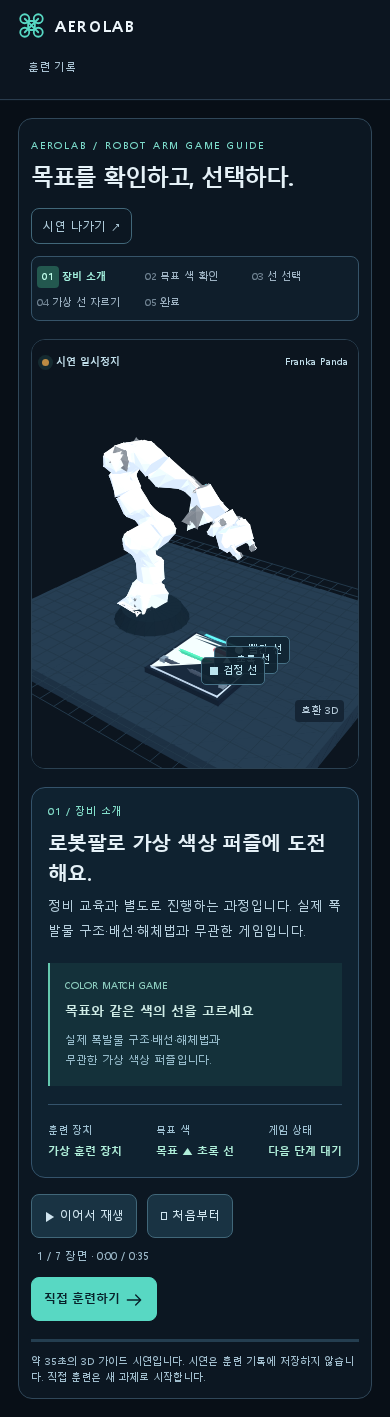 AEROLAB
훈련 기록
AEROLAB / ROBOT ARM GAME GUIDE
목표를 확인하고, 선택하다.
시연 나가기 ↗
01 장비 소개 02 목표 색 확인 03 선 선택
04 가상 선 자르기 05 완료
시연 일시정지 Franka Panda
선
선
■ 검정 선
호환 3D
01 / 장비 소개
로봇팔로 가상 색상 퍼즐에 도전
해요.
정비 교육과 별도로 진행하는 과정입니다. 실제 폭
발물 구조·배선·해체법과 무관한 게임입니다.
COLOR MATCH GAME
목표와 같은 색의 선을 고르세요
실제 폭발물 구조·배선·해체법과
무관한 가상 색상 퍼즐입니다.
훈련 장치 목표 색 게임 상태
가상 훈련 장치 목표 ▲ 초록 선 다음 단계 대기
▶ 이어서 재생 처음부터
1 / 7 장면 · 0:00 / 0:35
직접 훈련하기 →
약 35초의 3D 가이드 시연입니다. 시연은 훈련 기록에 저장하지 않습니
다. 직접 훈련은 새 과제로 시작합니다.